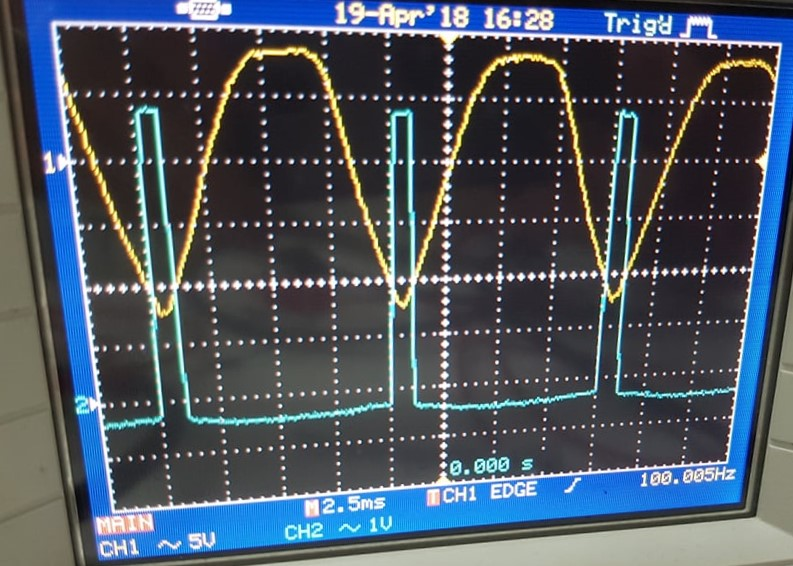 19-Apr'18 16:28 Trig'd
1
2
0.000 s
M 2.5ms T CH1 EDGE 100.005Hz
MAIN
CH1 ~ 5V CH2 ~ 1V